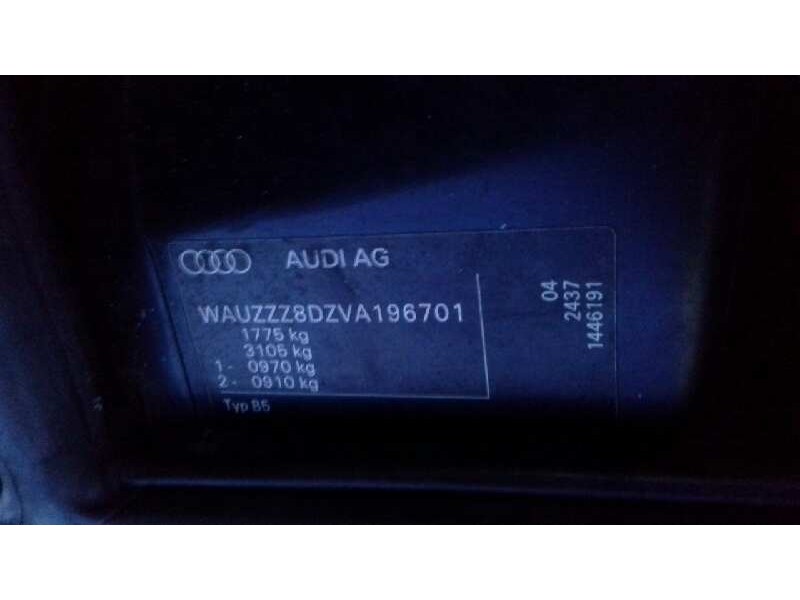 AUDI AG
WAUZZZ8DZVA196701
1775 kg
3105 kg
1- 0970 kg
2- 0910 kg
Typ B5
04
2437
1446191